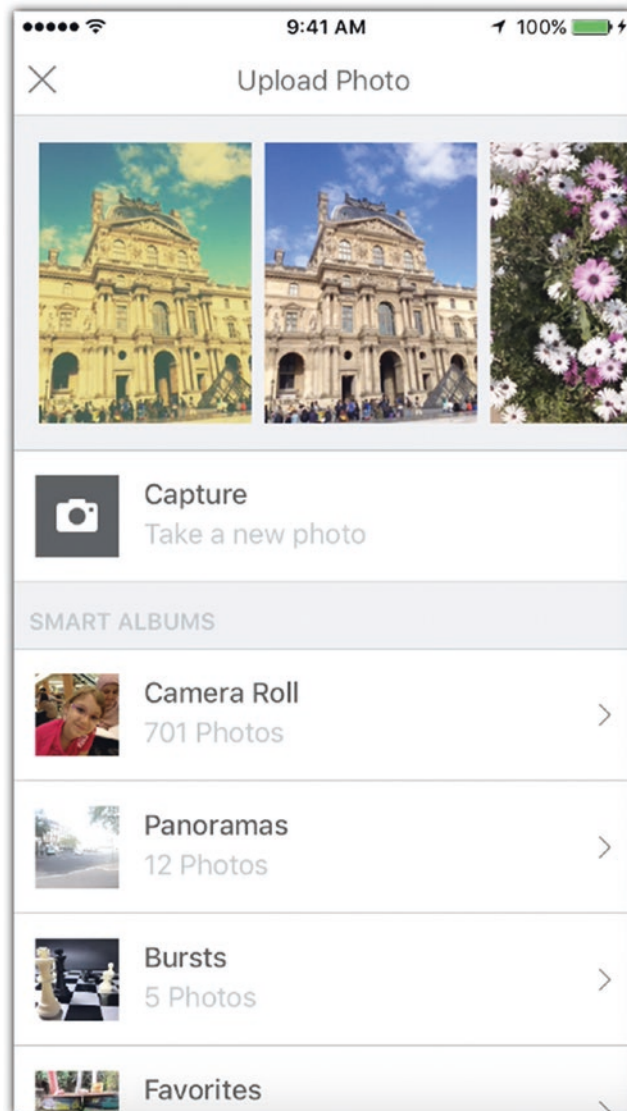 9:41 AM
100%
Upload Photo
Capture
Take a new photo
SMART ALBUMS
Camera Roll
701 Photos
Panoramas
12 Photos
Bursts
5 Photos
Favorites